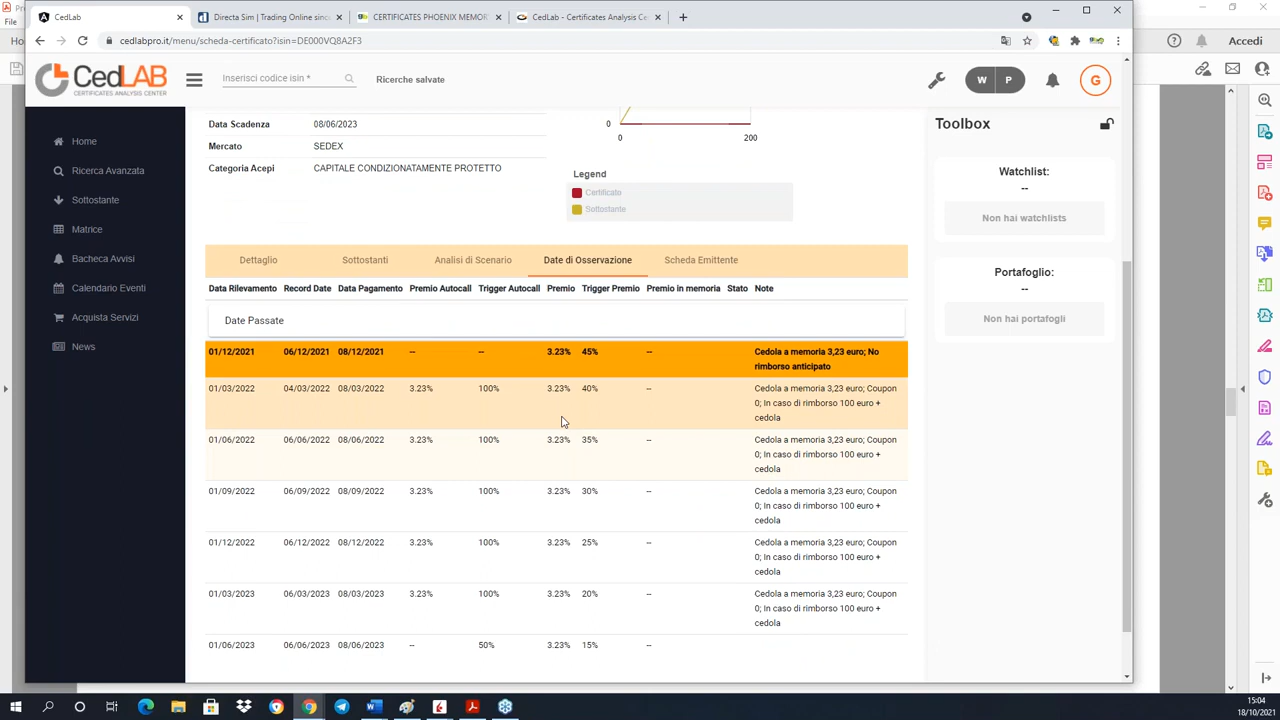 CedLab
Directa Sim | Trading Online sinc
CERTIFICATES PHOENIX MEMOR
CedLab - Certificates Analysis Ce
cedlabpro.it/menu/scheda-certificato?isin=DE000VQ8A2F3
File
Accedi
CedLAB
CERTIFICATES ANALYSIS CENTER
Inserisci codice isin *
Ricerche salvate
W P
G
Home
Ricerca Avanzata
Sottostante
Matrice
Bacheca Avvisi
Calendario Eventi
Acquista Servizi
News
Data Scadenza 08/06/2023
Mercato SEDEX
Categoria Acepi CAPITALE CONDIZIONATAMENTE PROTETTO
0
0 200
Legend
Certificato
Sottostante
Toolbox
Watchlist:
--
Non hai watchlists
Portafoglio:
--
Non hai portafogli
Dettaglio Sottostanti Analisi di Scenario Date di Osservazione Scheda Emittente
Data Rilevamento Record Date Data Pagamento Premio Autocall Trigger Autocall Premio Trigger Premio Premio in memoria Stato Note
Date Passate
01/12/2021 06/12/2021 08/12/2021 -- -- 3.23% 45% -- Cedola a memoria 3,23 euro; No
rimborso anticipato
01/03/2022 04/03/2022 08/03/2022 3.23% 100% 3.23% 40% -- Cedola a memoria 3,23 euro; Coupon
0; In caso di rimborso 100 euro +
cedola
01/06/2022 06/06/2022 08/06/2022 3.23% 100% 3.23% 35% -- Cedola a memoria 3,23 euro; Coupon
0; In caso di rimborso 100 euro +
cedola
01/09/2022 06/09/2022 08/09/2022 3.23% 100% 3.23% 30% -- Cedola a memoria 3,23 euro; Coupon
0; In caso di rimborso 100 euro +
cedola
01/12/2022 06/12/2022 08/12/2022 3.23% 100% 3.23% 25% -- Cedola a memoria 3,23 euro; Coupon
0; In caso di rimborso 100 euro +
cedola
01/03/2023 06/03/2023 08/03/2023 3.23% 100% 3.23% 20% -- Cedola a memoria 3,23 euro; Coupon
0; In caso di rimborso 100 euro +
cedola
01/06/2023 06/06/2023 08/06/2023 -- 50% 3.23% 15% --
15:04
18/10/2021